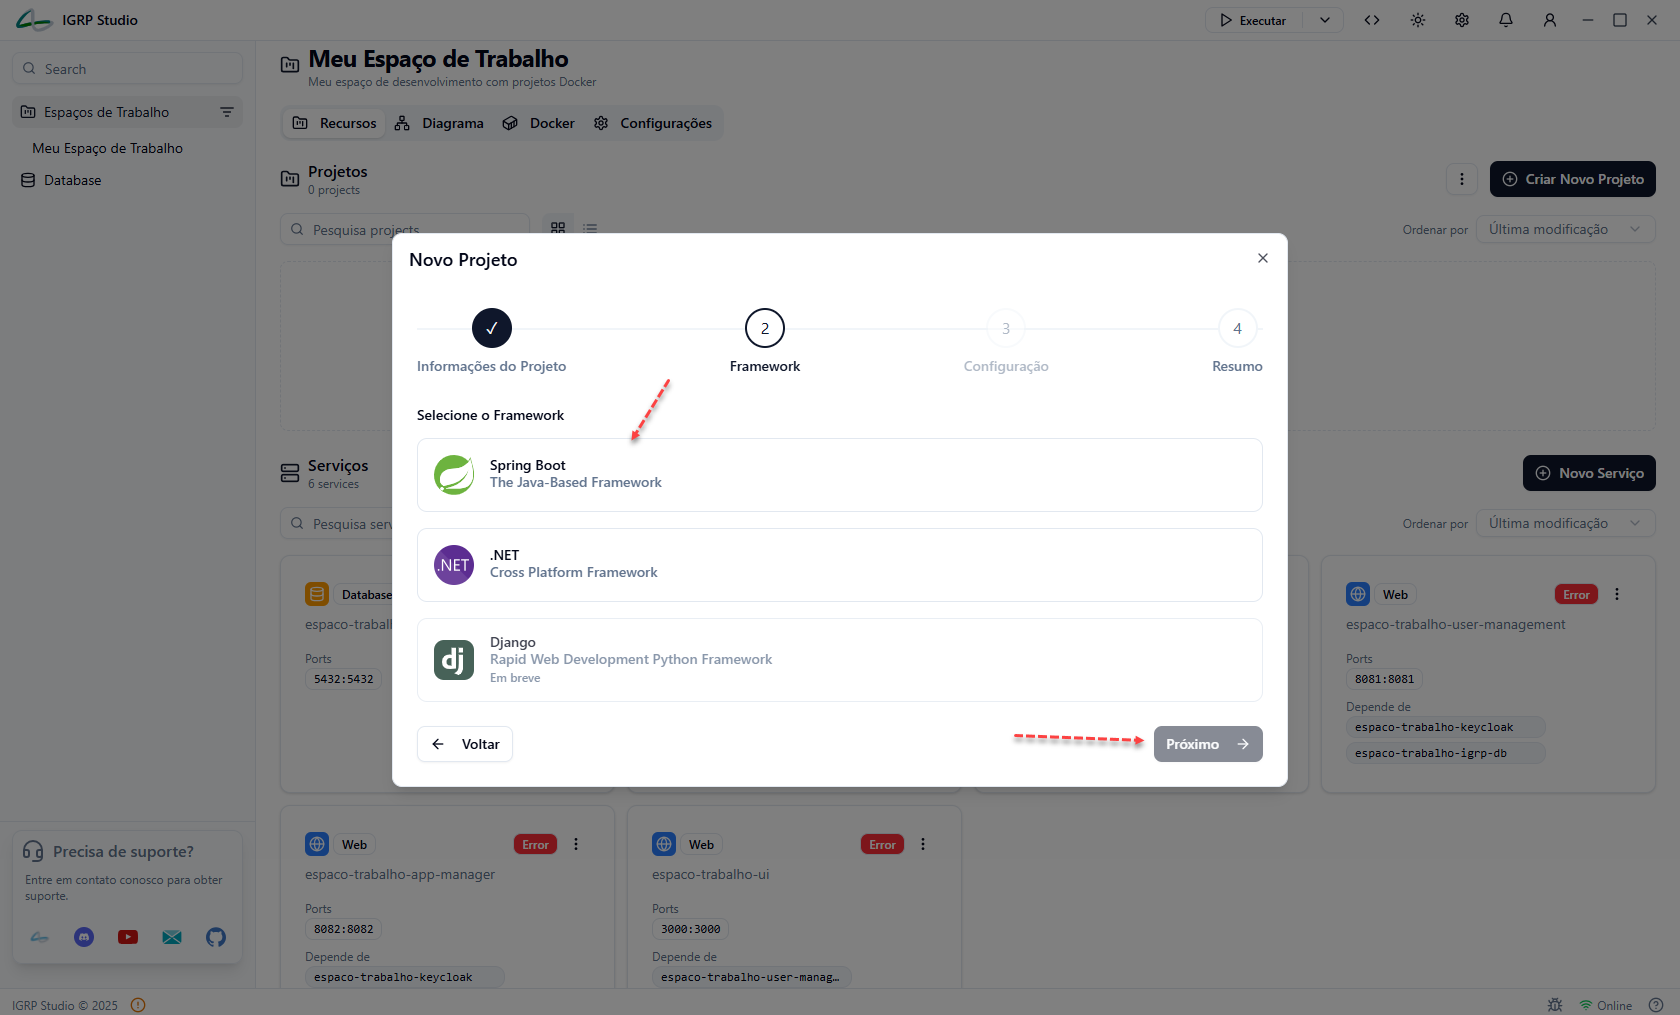 IGRP Studio
Executar
Search
Espaços de Trabalho
Meu Espaço de Trabalho
Database
Meu Espaço de Trabalho
Meu espaço de desenvolvimento com projetos Docker
Recursos
Diagrama
Docker
Configurações
Projetos
0 projects
Criar Novo Projeto
Pesquisa projects
Ordenar por
Última modificação
Novo Projeto
✓
2
3
4
Informações do Projeto
Framework
Configuração
Resumo
Selecione o Framework
Spring Boot
The Java-Based Framework
.NET
.NET
Cross Platform Framework
dj
Django
Rapid Web Development Python Framework
Em breve
Voltar
Próximo
Serviços
6 services
Novo Serviço
Pesquisa serv
Ordenar por
Última modificação
Database
espaco-trabal
Ports
5432:5432
Web
Error
espaco-trabalho-user-management
Ports
8081:8081
Depende de
espaco-trabalho-keycloak
espaco-trabalho-igrp-db
Web
Error
espaco-trabalho-app-manager
Ports
8082:8082
Depende de
espaco-trabalho-keycloak
Web
Error
espaco-trabalho-ui
Ports
3000:3000
Depende de
espaco-trabalho-user-manag…
Precisa de suporte?
Entre em contato conosco para obter
suporte.
IGRP Studio © 2025
Online